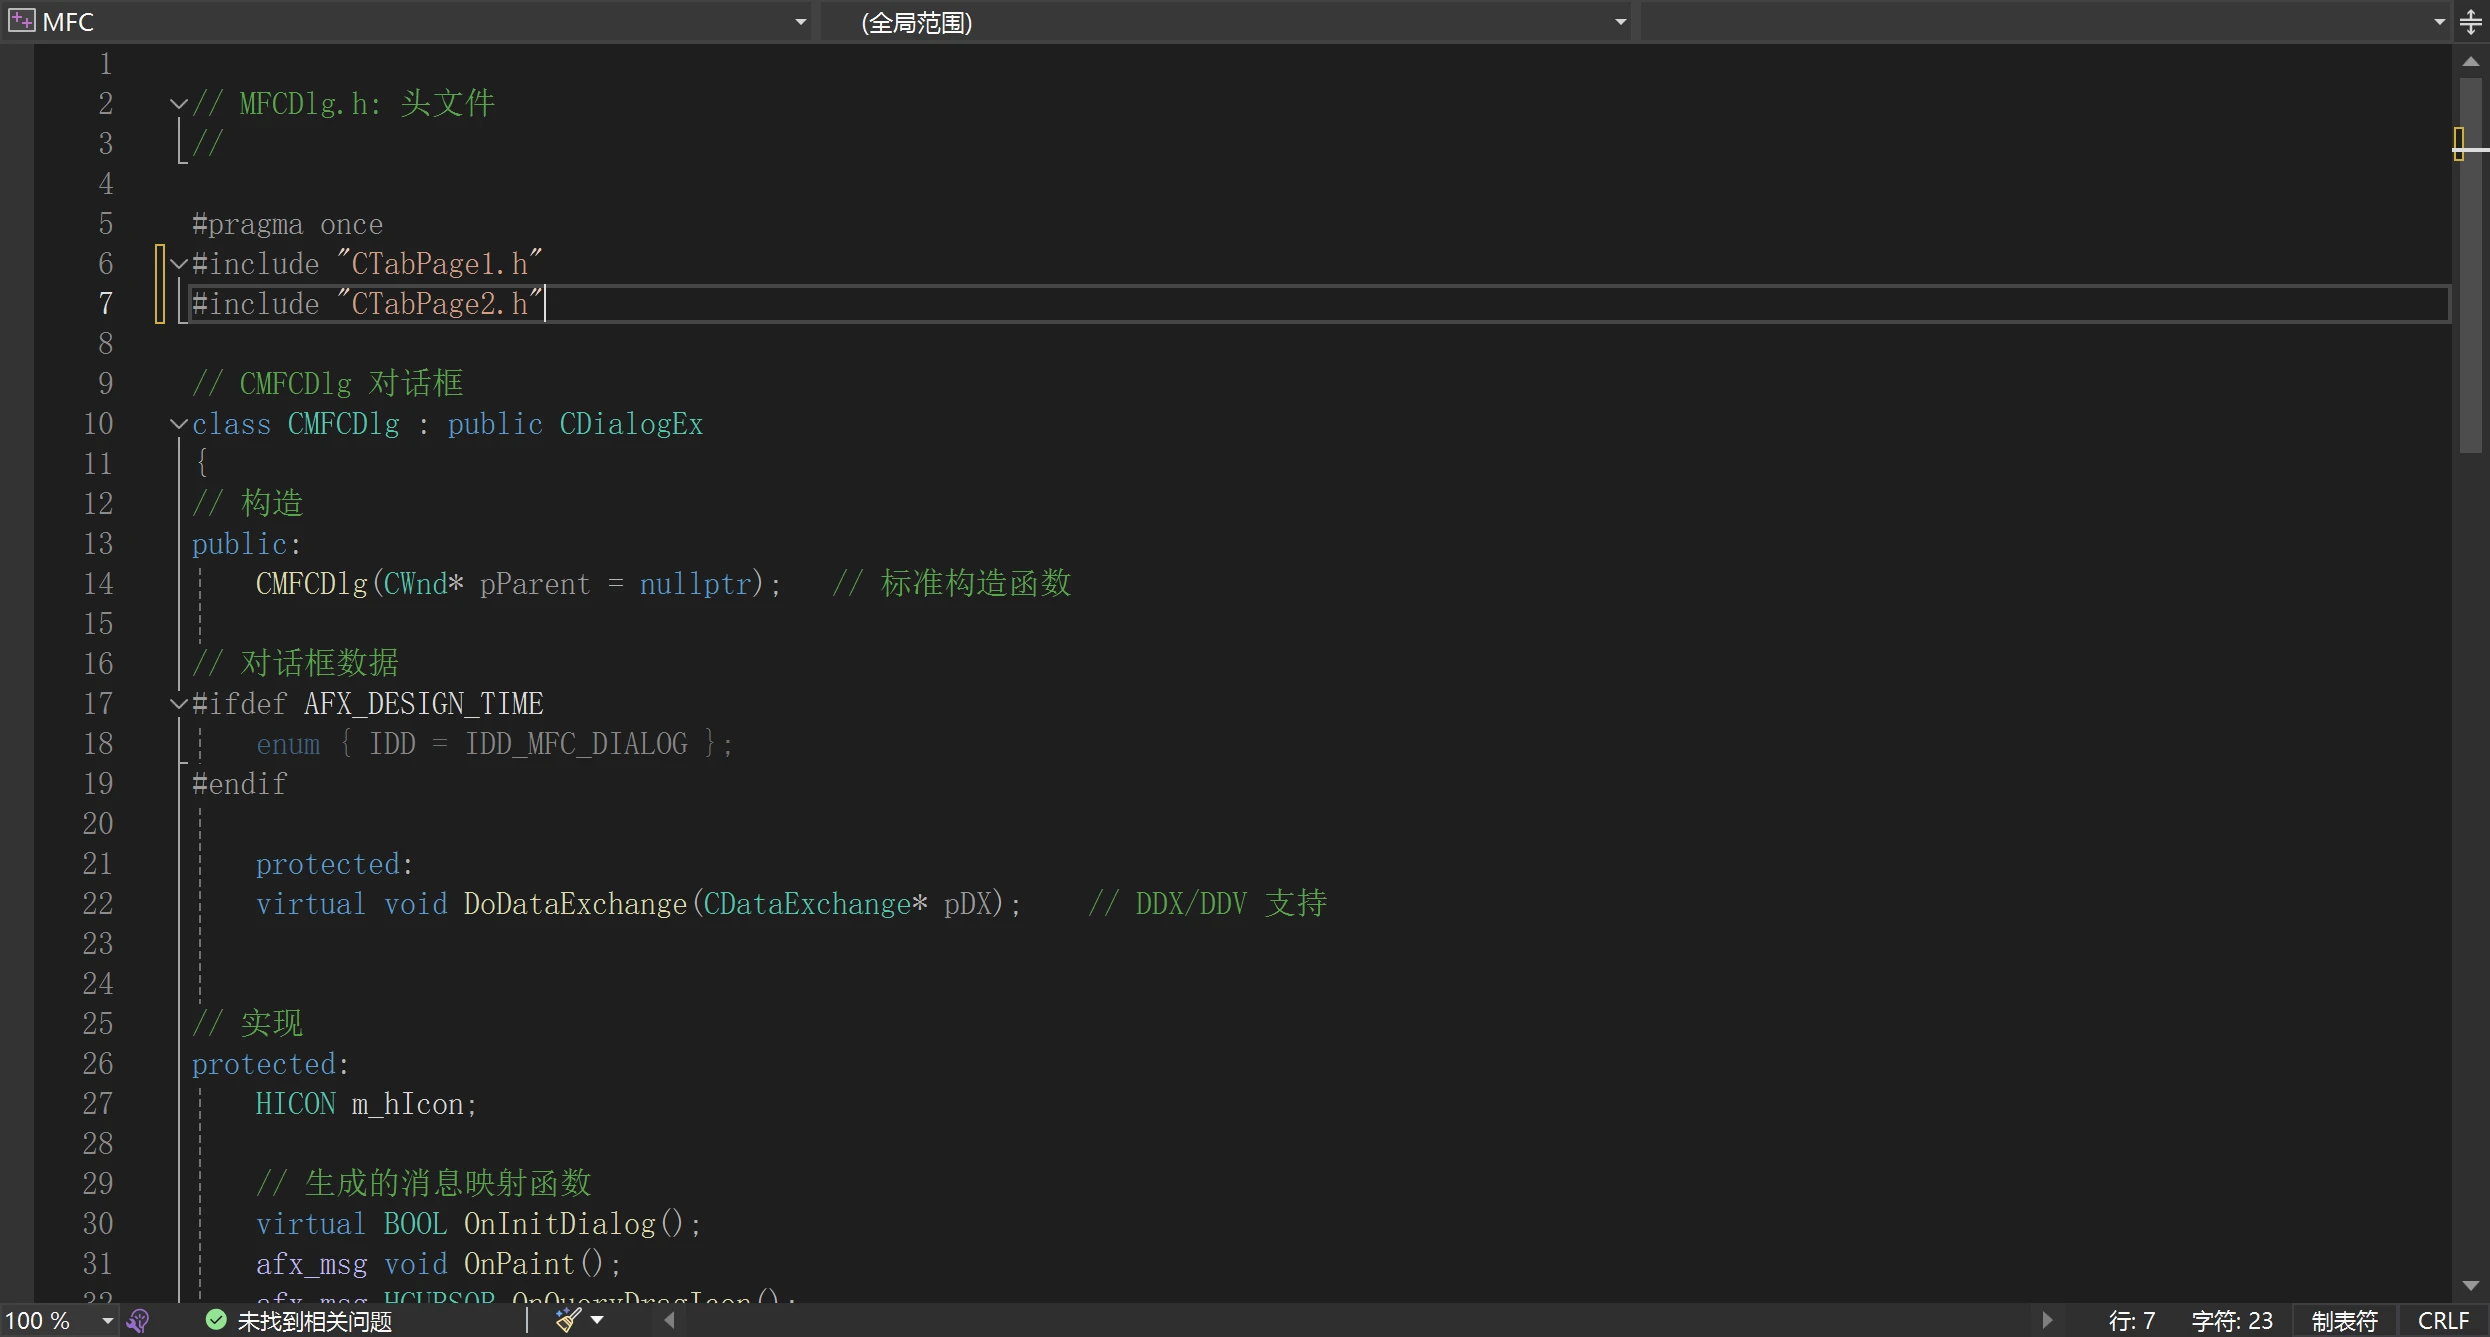 MFC (全局范围)
1
2 // MFCDlg.h: 头文件
3 //
4
5 #pragma once
6 #include "CTabPage1.h"
7 #include "CTabPage2.h"
8
9 // CMFCDlg 对话框
10 class CMFCDlg : public CDialogEx
11 {
12 // 构造
13 public:
14 CMFCDlg(CWnd* pParent = nullptr); // 标准构造函数
15
16 // 对话框数据
17 #ifdef AFX_DESIGN_TIME
18 enum { IDD = IDD_MFC_DIALOG };
19 #endif
20
21 protected:
22 virtual void DoDataExchange(CDataExchange* pDX); // DDX/DDV 支持
23
24
25 // 实现
26 protected:
27 HICON m_hIcon;
28
29 // 生成的消息映射函数
30 virtual BOOL OnInitDialog();
31 afx_msg void OnPaint();
32 afx_msg HCURSOR OnQueryDragIcon();
100 % 未找到相关问题 行: 7 字符: 23 制表符 CRLF